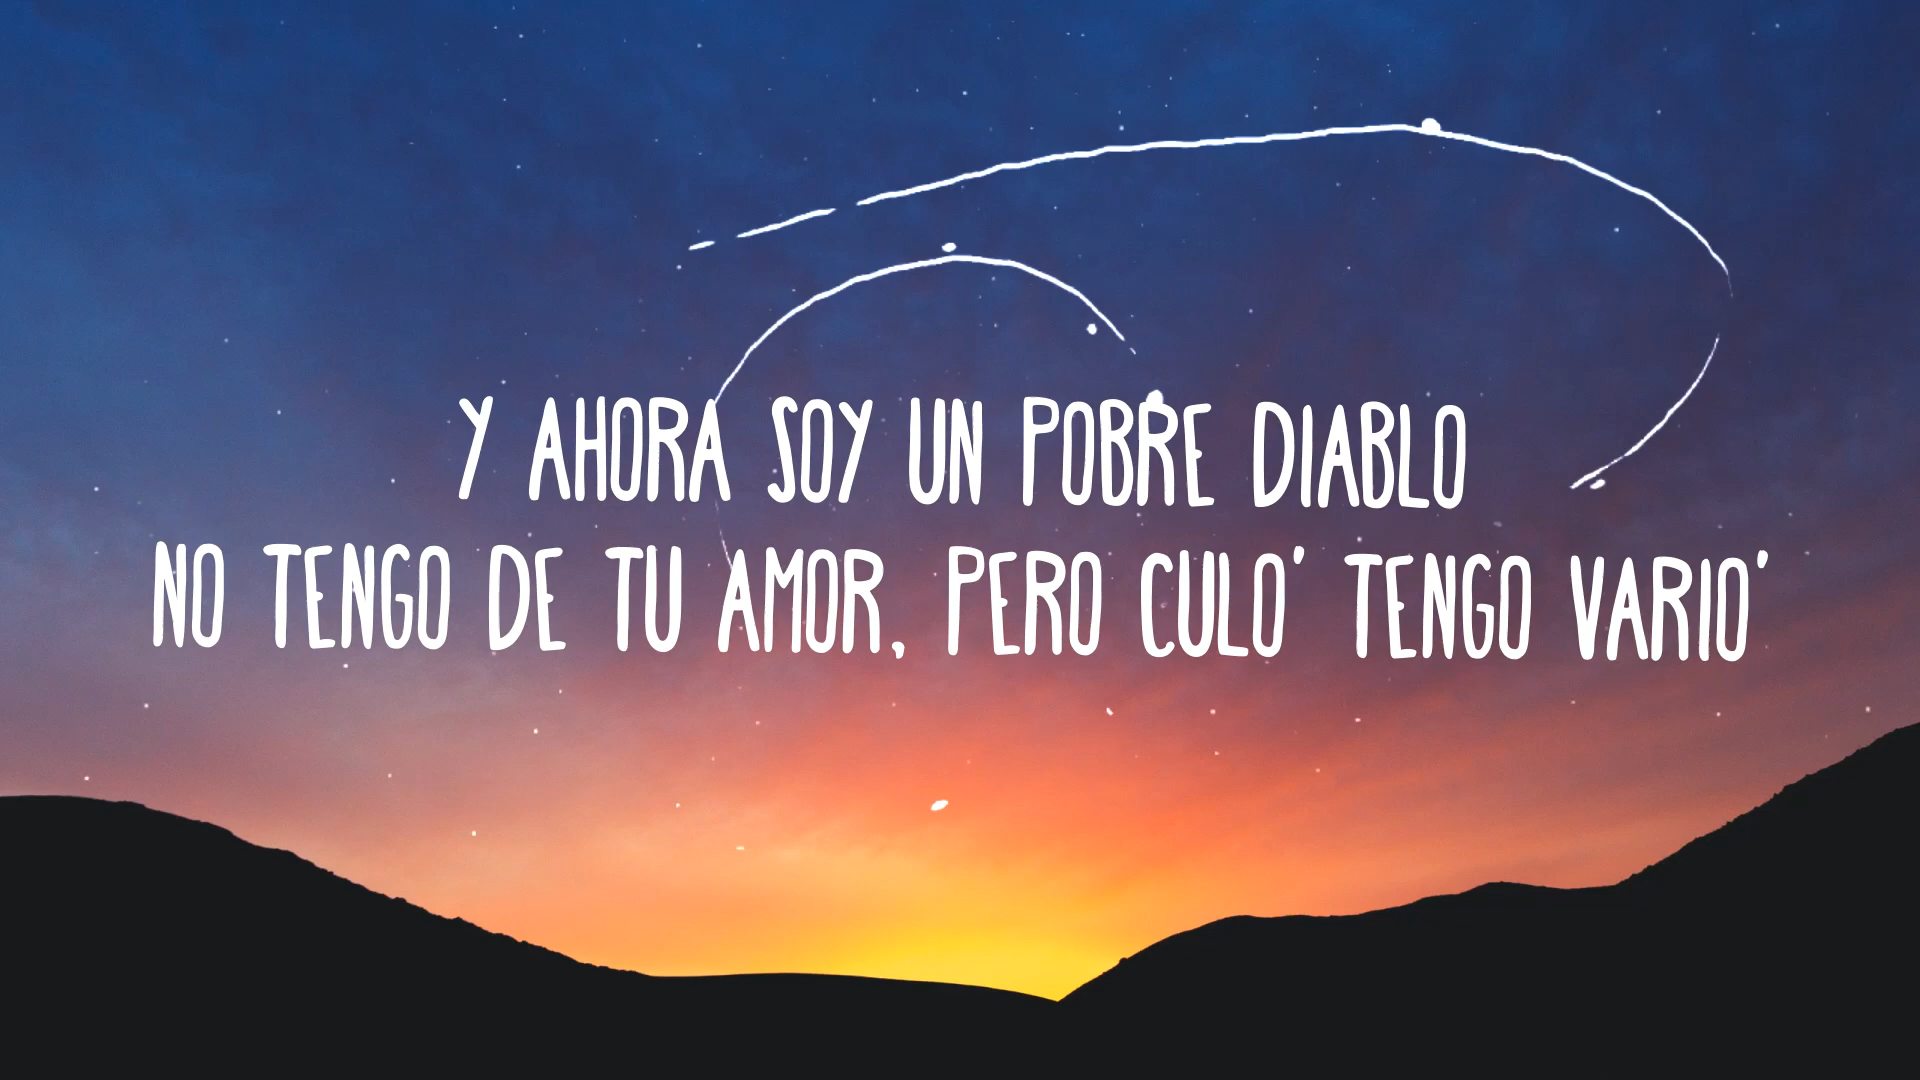 Y AHORA SOY UN POBRE DIABLO
NO TENGO DE TU AMOR, PERO CULO' TENGO VARIO'